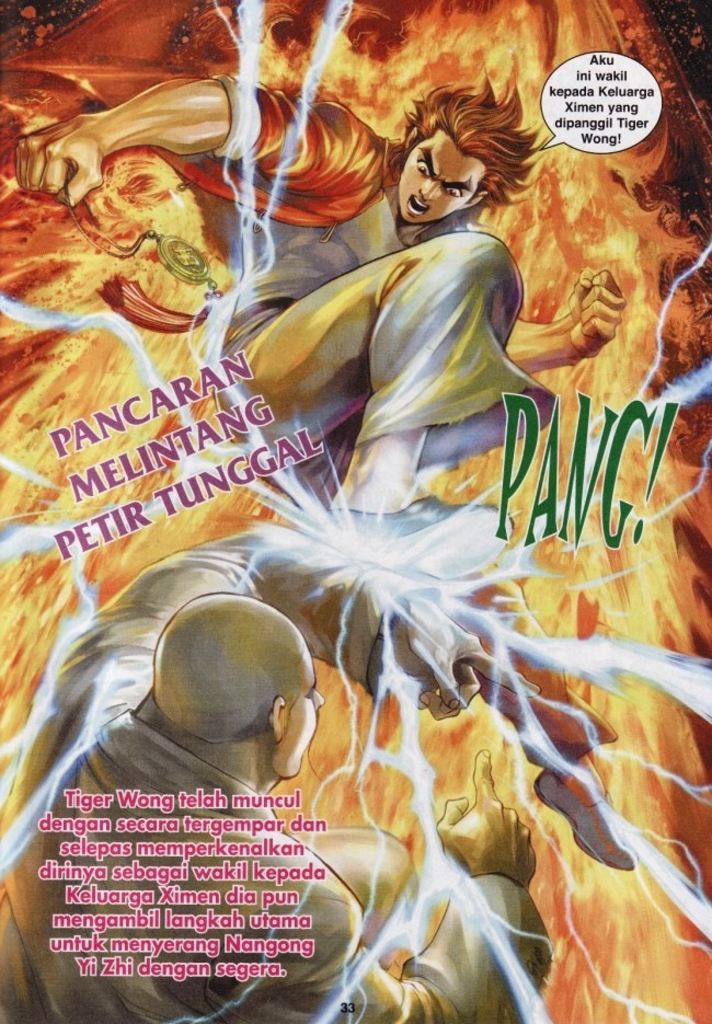 Aku
ini wakil
kepada Keluarga
Ximen yang
dipanggil Tiger
Wong!
PANCARAN
MELINTANG
PETIR TUNGGAL
PANG!
Tiger Wong telah muncul
dengan secara tergempar dan
selepas memperkenalkan
dirinya sebagai wakil kepada
Keluarga Ximen dia pun
mengambil langkah utama
untuk menyerang Nangong
Yi Zhi dengan segera.
33